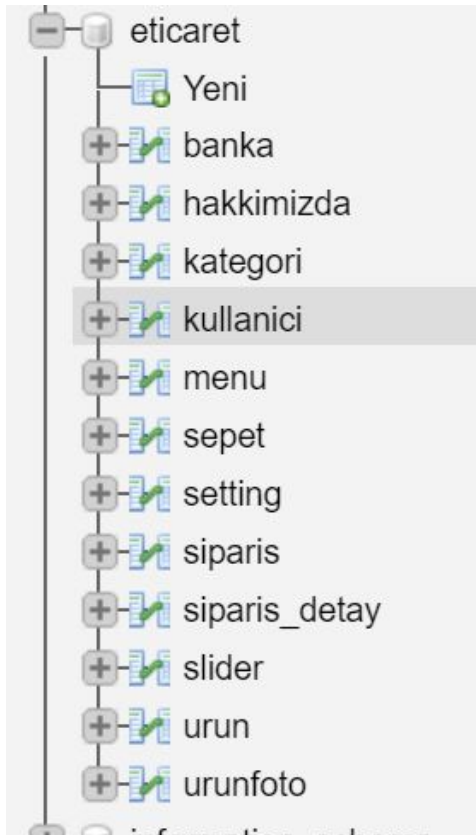 eticaret
Yeni
banka
hakkimizda
kategori
kullanici
menu
sepet
setting
siparis
siparis_detay
slider
urun
urunfoto